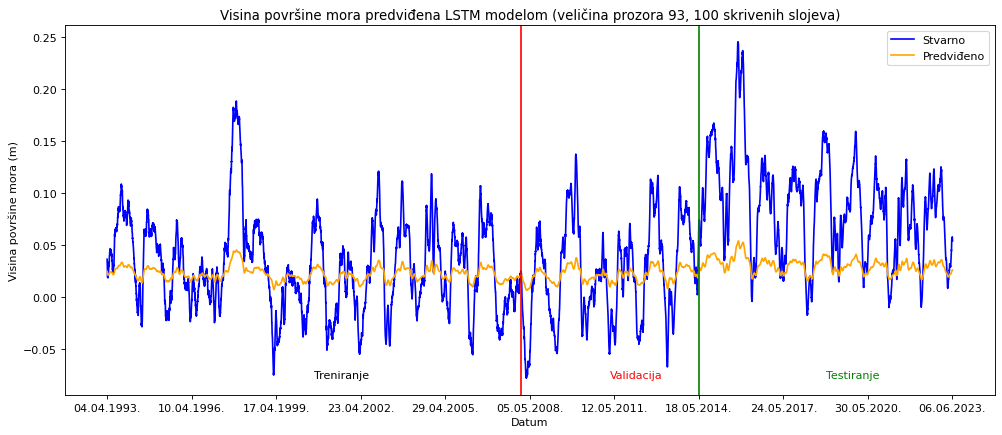 Visina površine mora predviđena LSTM modelom (veličina prozora 93, 100 skrivenih slojeva)
Stvarno
Predviđeno
Visina površine mora (m)
0.25
0.20
0.15
0.10
0.05
0.00
−0.05
Treniranje
Validacija
Testiranje
04.04.1993.
10.04.1996.
17.04.1999.
23.04.2002.
29.04.2005.
05.05.2008.
12.05.2011.
18.05.2014.
24.05.2017.
30.05.2020.
06.06.2023.
Datum